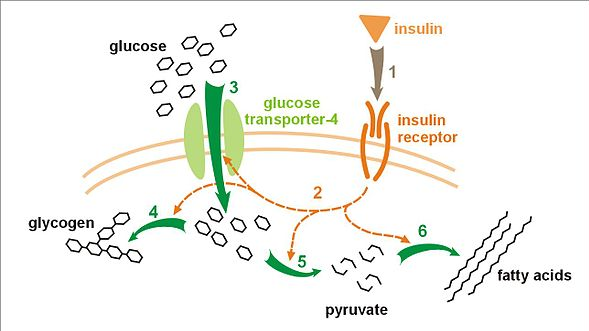 insulin
glucose
1
3
glucose
transporter-4
insulin
receptor
2
4
glycogen
6
5
fatty acids
pyruvate